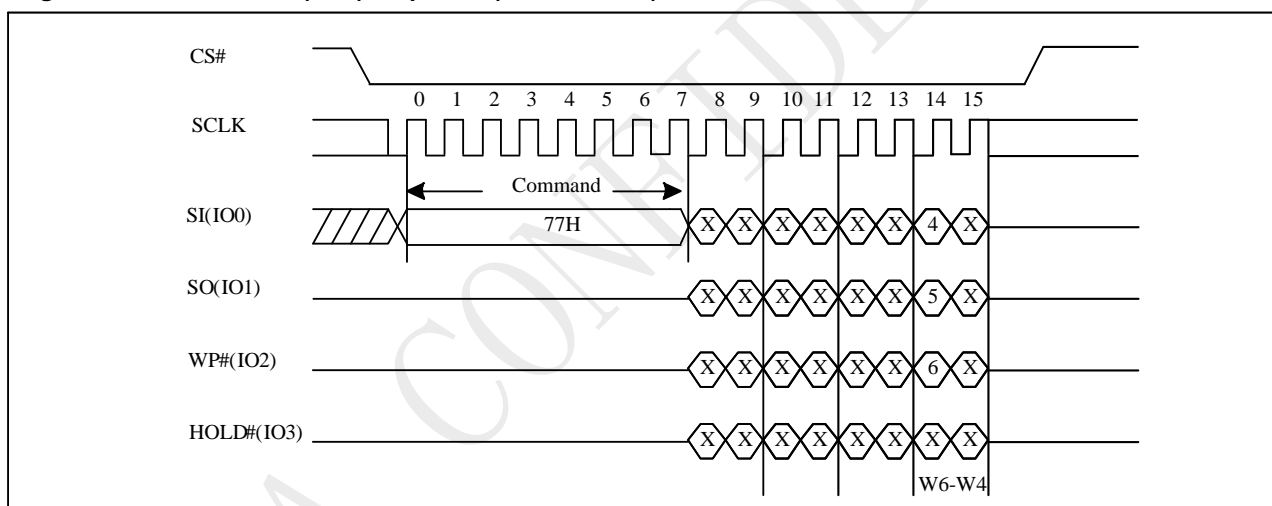 CS#
0 1 2 3 4 5 6 7 8 9 10 11 12 13 14 15
SCLK
Command
SI(IO0) 77H X X X X X X 4 X
SO(IO1) X X X X X X 5 X
WP#(IO2) X X X X X X 6 X
HOLD#(IO3) X X X X X X X X
W6-W4
CONFIDE
A